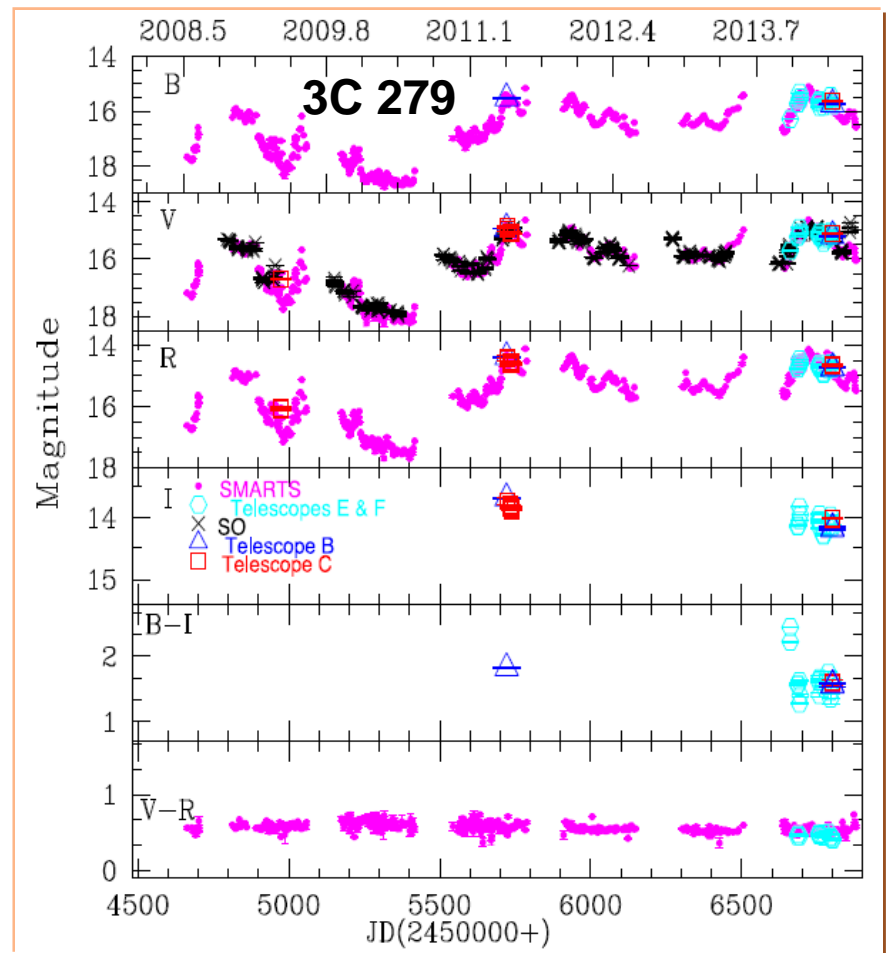 2008.5 2009.8 2011.1 2012.4 2013.7
3C 279
14
B
16
18
14
V
16
18
14
R
16
18
I
SMARTS
14
Telescopes E & F
SO
Telescope B
Telescope C
15
B-I
2
1
1
V-R
0
4500 5000 5500 6000 6500
JD(2450000+)
Magnitude